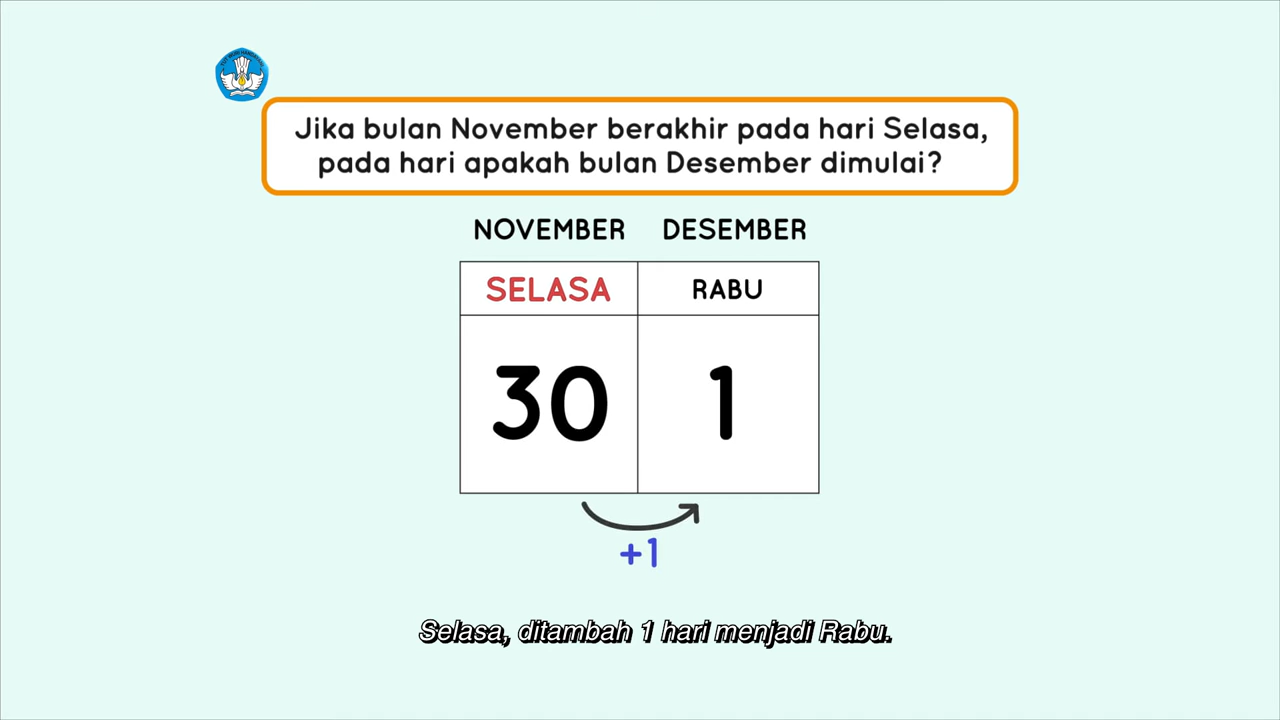 Jika bulan November berakhir pada hari Selasa,
pada hari apakah bulan Desember dimulai?
NOVEMBER DESEMBER
SELASA RABU
30 1
+1
Selasa, ditambah 1 hari menjadi Rabu.